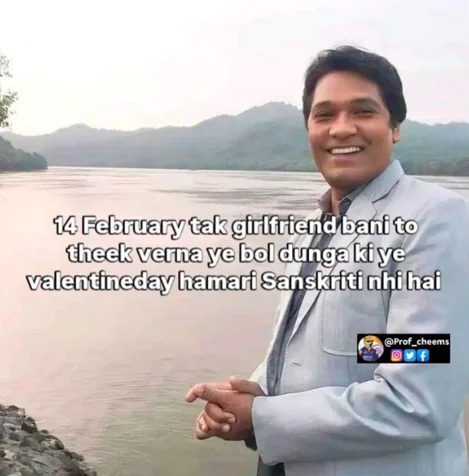 14 February tak girlfriend bani to
theek verna ye bol dunga ki ye
valentineday hamari Sanskriti nhi hai
@Prof_cheems